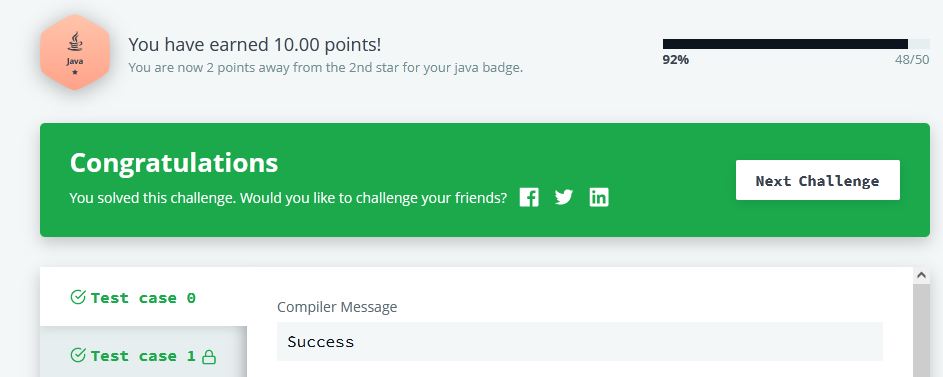 Java
You have earned 10.00 points!
You are now 2 points away from the 2nd star for your java badge.
92%
48/50
Congratulations
You solved this challenge. Would you like to challenge your friends?
Next Challenge
Test case 0
Test case 1
Compiler Message
Success